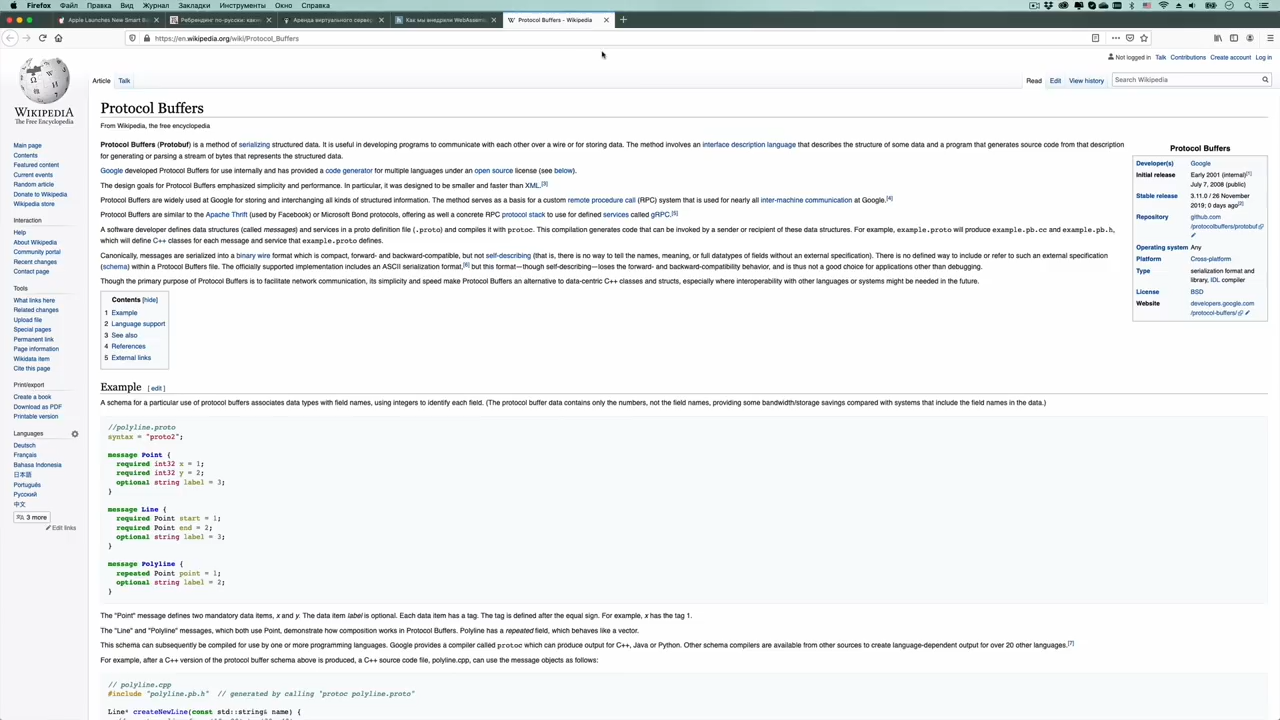 Firefox Файл Правка Вид Журнал Закладки Инструменты Окно Справка
Apple Launches New Smart Ba
Ребрендинг по-русски: каки
Аренда виртуального серве
Как мы внедрили WebAssemb
Protocol Buffers - Wikipedia
https://en.wikipedia.org/wiki/Protocol_Buffers
Not logged in Talk Contributions Create account Log in
Article Talk
Read Edit View history
Search Wikipedia
WIKIPEDIA
The Free Encyclopedia
Main page
Contents
Featured content
Current events
Random article
Donate to Wikipedia
Wikipedia store
Interaction
Help
About Wikipedia
Community portal
Recent changes
Contact page
Tools
What links here
Related changes
Upload file
Special pages
Permanent link
Page information
Wikidata item
Cite this page
Print/export
Create a book
Download as PDF
Printable version
Languages
Deutsch
Français
Bahasa Indonesia
日本語
Português
Русский
中文
3 more
Edit links
Protocol Buffers
From Wikipedia, the free encyclopedia
Protocol Buffers (Protobuf) is a method of serializing structured data. It is useful in developing programs to communicate with each other over a wire or for storing data. The method involves an interface description language that describes the structure of some data and a program that generates source code from that description
for generating or parsing a stream of bytes that represents the structured data.
Google developed Protocol Buffers for use internally and has provided a code generator for multiple languages under an open source license (see below).
The design goals for Protocol Buffers emphasized simplicity and performance. In particular, it was designed to be smaller and faster than XML.[3]
Protocol Buffers are widely used at Google for storing and interchanging all kinds of structured information. The method serves as a basis for a custom remote procedure call (RPC) system that is used for nearly all inter-machine communication at Google.[4]
Protocol Buffers are similar to the Apache Thrift (used by Facebook) or Microsoft Bond protocols, offering as well a concrete RPC protocol stack to use for defined services called gRPC.[5]
A software developer defines data structures (called messages) and services in a proto definition file (.proto) and compiles it with protoc. This compilation generates code that can be invoked by a sender or recipient of these data structures. For example, example.proto will produce example.pb.cc and example.pb.h,
which will define C++ classes for each message and service that example.proto defines.
Canonically, messages are serialized into a binary wire format which is compact, forward- and backward-compatible, but not self-describing (that is, there is no way to tell the names, meaning, or full datatypes of fields without an external specification). There is no defined way to include or refer to such an external specification
(schema) within a Protocol Buffers file. The officially supported implementation includes an ASCII serialization format,[6] but this format—though self-describing—loses the forward- and backward-compatibility behavior, and is thus not a good choice for applications other than debugging.
Though the primary purpose of Protocol Buffers is to facilitate network communication, its simplicity and speed make Protocol Buffers an alternative to data-centric C++ classes and structs, especially where interoperability with other languages or systems might be needed in the future.
Protocol Buffers
Developer(s) Google
Initial release Early 2001 (internal)[1]
July 7, 2008 (public)
Stable release 3.11.0 / 26 November
2019; 0 days ago[2]
Repository github.com
/protocolbuffers/protobuf
Operating system Any
Platform Cross-platform
Type serialization format and
library, IDL compiler
License BSD
Website developers.google.com
/protocol-buffers/
Contents [hide]
1 Example
2 Language support
3 See also
4 References
5 External links
Example [ edit ]
A schema for a particular use of protocol buffers associates data types with field names, using integers to identify each field. (The protocol buffer data contains only the numbers, not the field names, providing some bandwidth/storage savings compared with systems that include the field names in the data.)
//polyline.proto
syntax = "proto2";
message Point {
required int32 x = 1;
required int32 y = 2;
optional string label = 3;
}
message Line {
required Point start = 1;
required Point end = 2;
optional string label = 3;
}
message Polyline {
repeated Point point = 1;
optional string label = 2;
}
The "Point" message defines two mandatory data items, x and y. The data item label is optional. Each data item has a tag. The tag is defined after the equal sign. For example, x has the tag 1.
The "Line" and "Polyline" messages, which both use Point, demonstrate how composition works in Protocol Buffers. Polyline has a repeated field, which behaves like a vector.
This schema can subsequently be compiled for use by one or more programming languages. Google provides a compiler called protoc which can produce output for C++, Java or Python. Other schema compilers are available from other sources to create language-dependent output for over 20 other languages.[7]
For example, after a C++ version of the protocol buffer schema above is produced, a C++ source code file, polyline.cpp, can use the message objects as follows:
// polyline.cpp
#include "polyline.pb.h" // generated by calling "protoc polyline.proto"
Line* createNewLine(const std::string& name) {